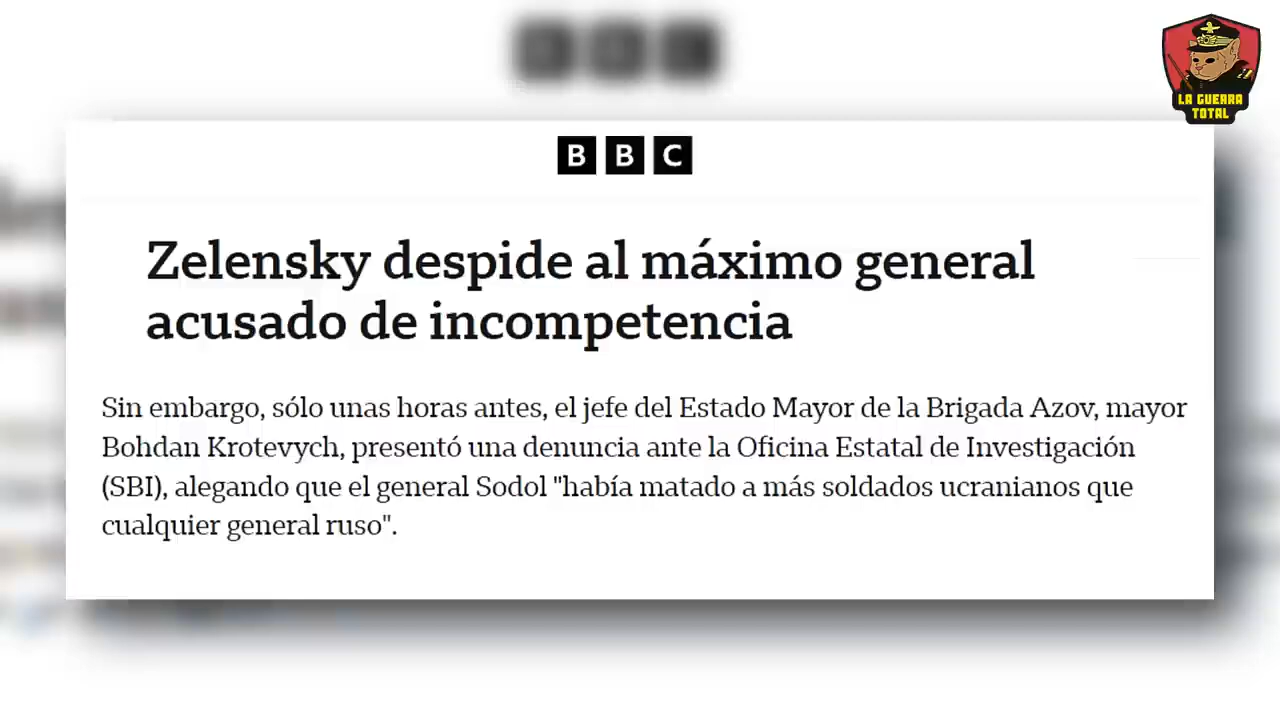 LA GUERRA
TOTAL
BBC
Zelensky despide al máximo general
acusado de incompetencia
Sin embargo, sólo unas horas antes, el jefe del Estado Mayor de la Brigada Azov, mayor
Bohdan Krotevych, presentó una denuncia ante la Oficina Estatal de Investigación
(SBI), alegando que el general Sodol "había matado a más soldados ucranianos que
cualquier general ruso".